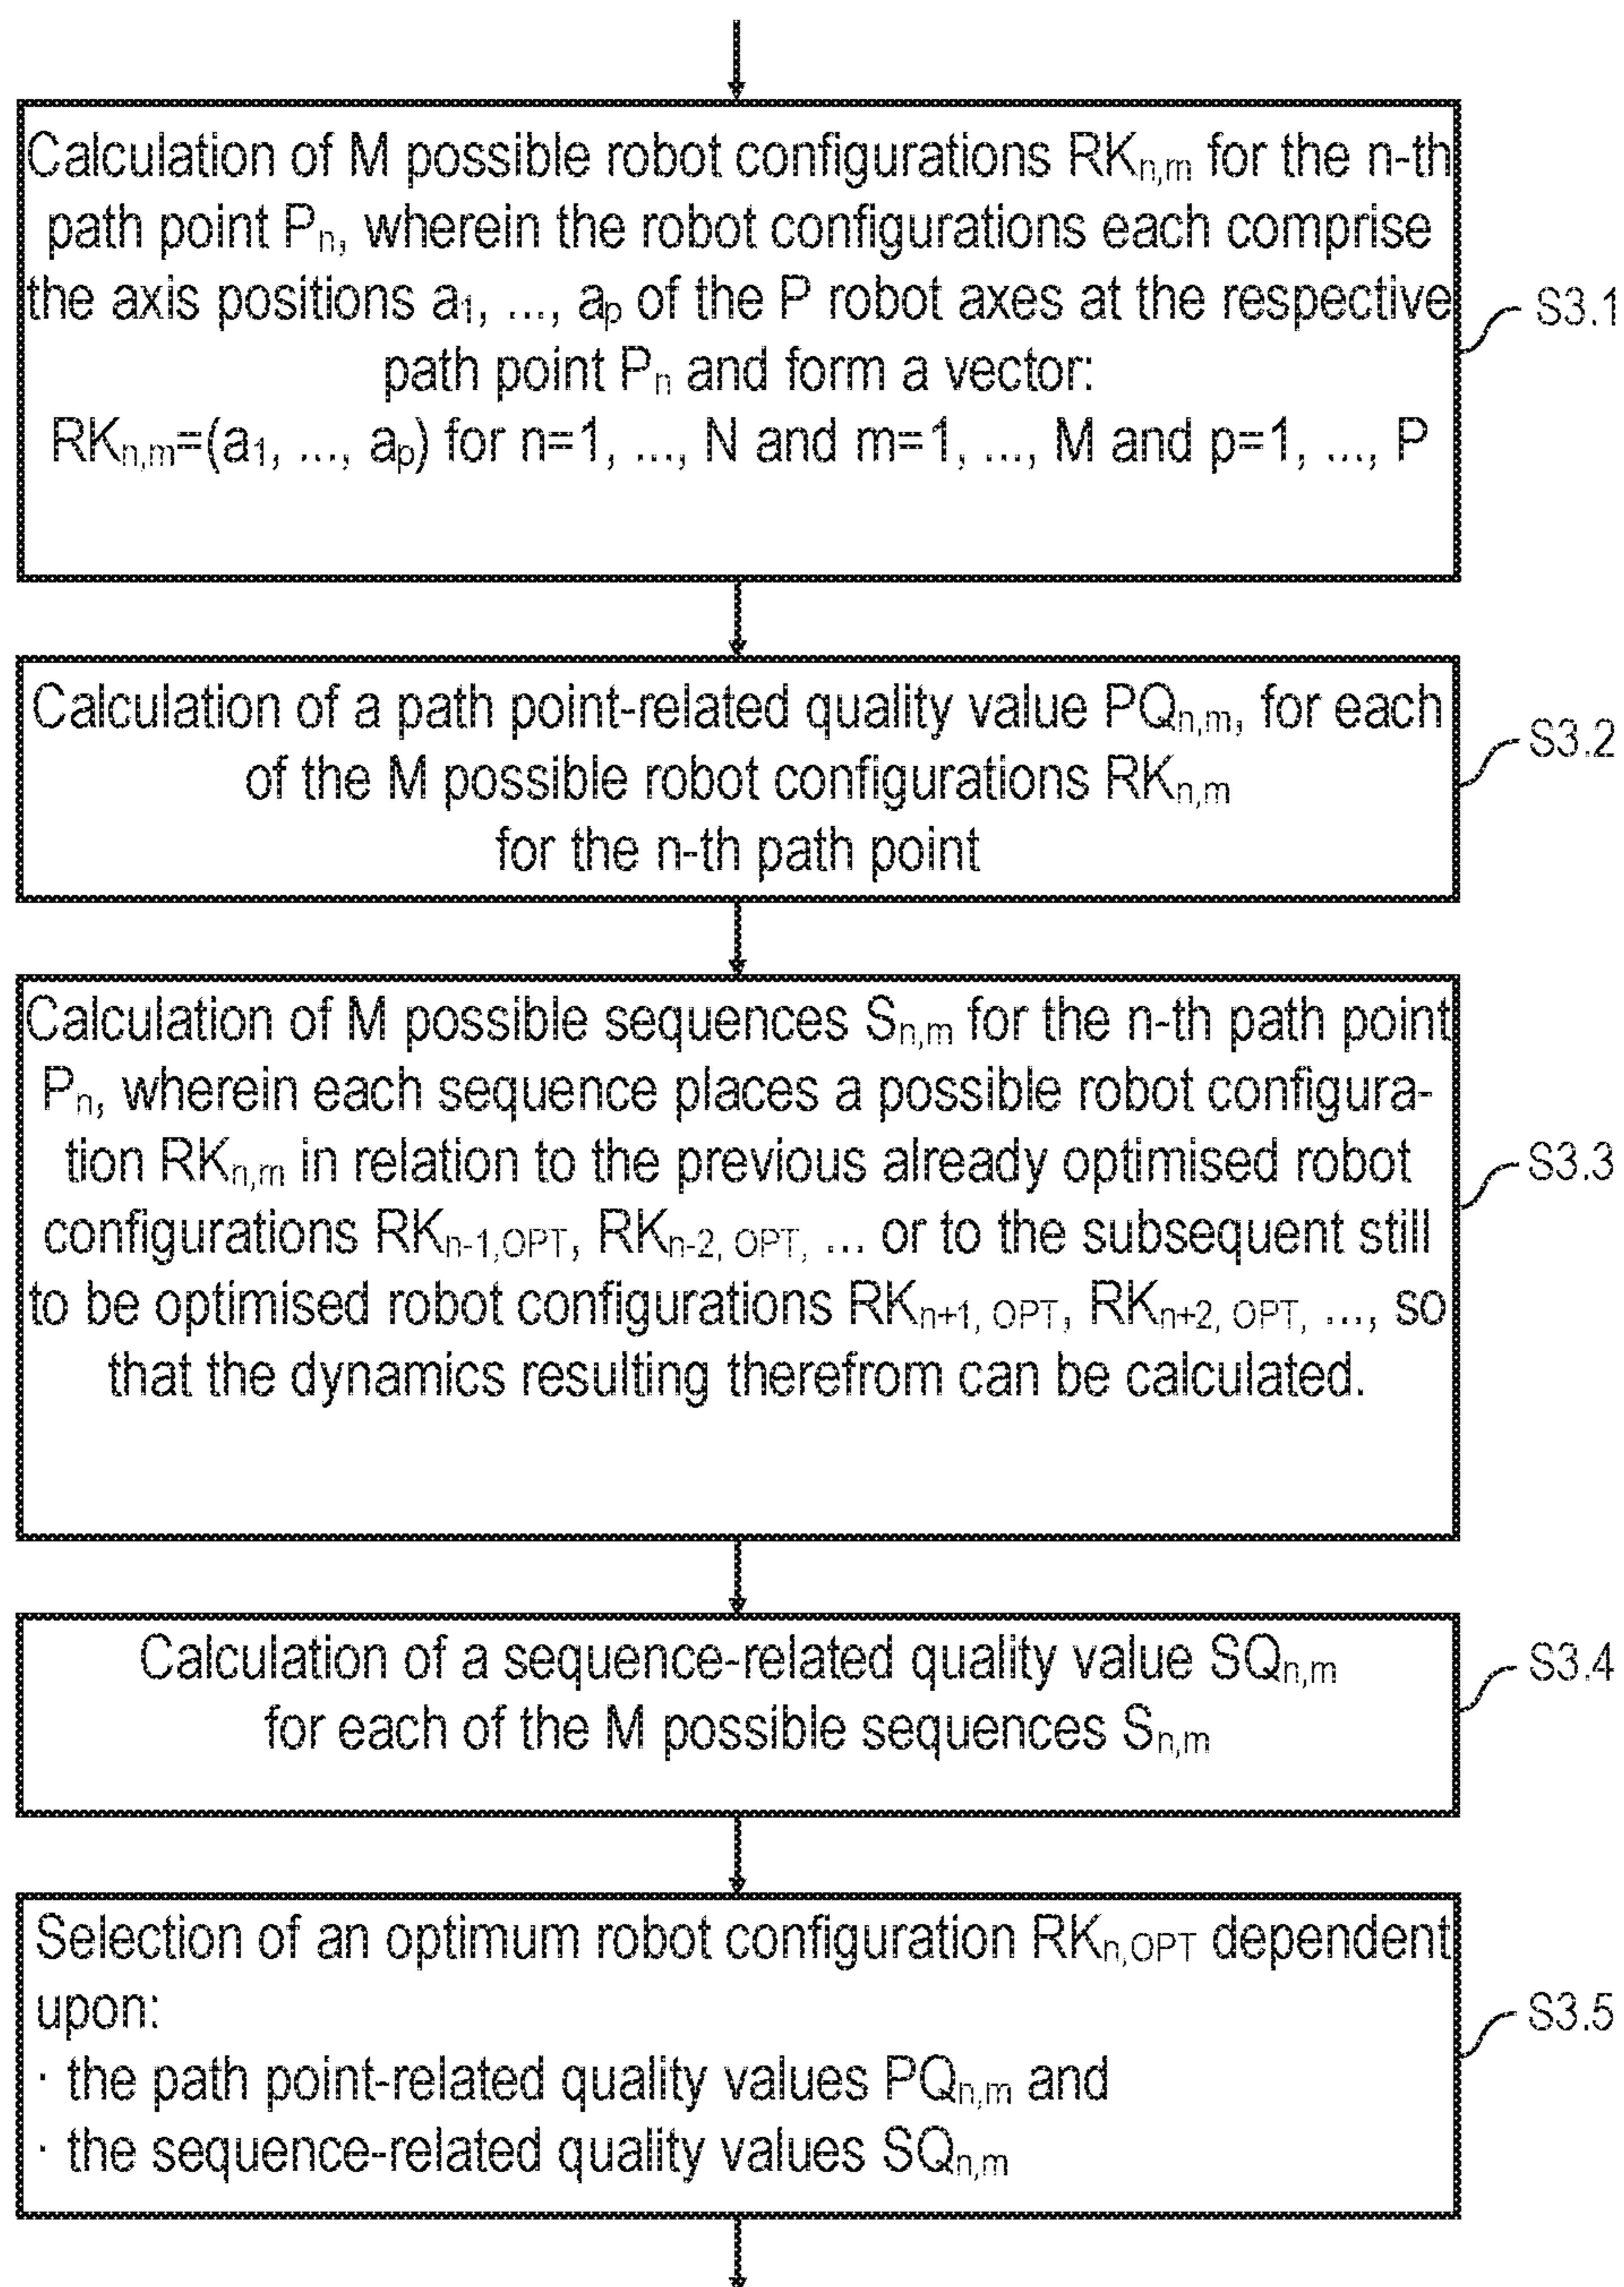 Calculation of M possible robot configurations RKn,m for the n-th
path point Pn, wherein the robot configurations each comprise
the axis positions a1, ..., ap of the P robot axes at the respective
path point Pn and form a vector:
RKn,m=(a1, ..., ap) for n=1, ..., N and m=1, ..., M and p=1, ..., P
S3.1
Calculation of a path point-related quality value PQn,m, for each
of the M possible robot configurations RKn,m
for the n-th path point
S3.2
Calculation of M possible sequences Sn,m for the n-th path point
Pn, wherein each sequence places a possible robot configura-
tion RKn,m in relation to the previous already optimised robot
configurations RKn-1,OPT, RKn-2, OPT, ... or to the subsequent still
to be optimised robot configurations RKn+1, OPT, RKn+2, OPT, ..., so
that the dynamics resulting therefrom can be calculated.
S3.3
Calculation of a sequence-related quality value SQn,m
for each of the M possible sequences Sn,m
S3.4
Selection of an optimum robot configuration RKn,OPT dependent
upon:
· the path point-related quality values PQn,m and
· the sequence-related quality values SQn,m
S3.5